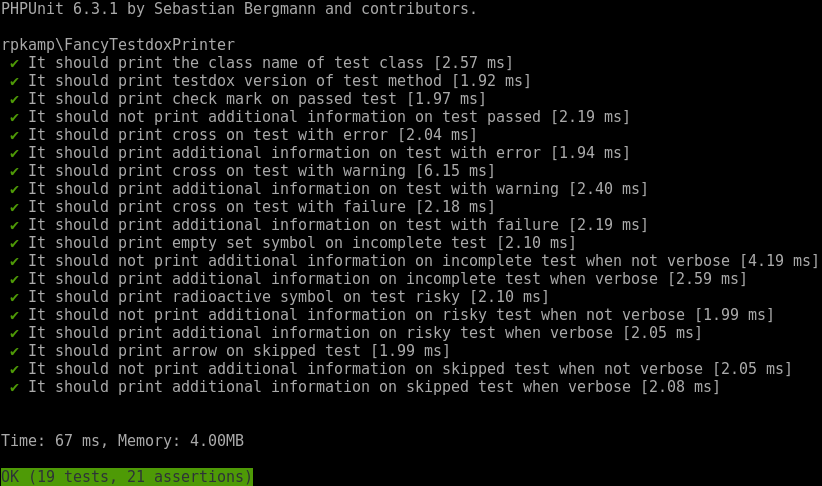 PHPUnit 6.3.1 by Sebastian Bergmann and contributors.
rpkamp\FancyTestdoxPrinter
✔ It should print the class name of test class [2.57 ms]
✔ It should print testdox version of test method [1.92 ms]
✔ It should print check mark on passed test [1.97 ms]
✔ It should not print additional information on test passed [2.19 ms]
✔ It should print cross on test with error [2.04 ms]
✔ It should print additional information on test with error [1.94 ms]
✔ It should print cross on test with warning [6.15 ms]
✔ It should print additional information on test with warning [2.40 ms]
✔ It should print cross on test with failure [2.18 ms]
✔ It should print additional information on test with failure [2.19 ms]
✔ It should print empty set symbol on incomplete test [2.10 ms]
✔ It should not print additional information on incomplete test when not verbose [4.19 ms]
✔ It should print additional information on incomplete test when verbose [2.59 ms]
✔ It should print radioactive symbol on test risky [2.10 ms]
✔ It should not print additional information on risky test when not verbose [1.99 ms]
✔ It should print additional information on risky test when verbose [2.05 ms]
✔ It should print arrow on skipped test [1.99 ms]
✔ It should not print additional information on skipped test when not verbose [2.05 ms]
✔ It should print additional information on skipped test when verbose [2.08 ms]
Time: 67 ms, Memory: 4.00MB
OK (19 tests, 21 assertions)